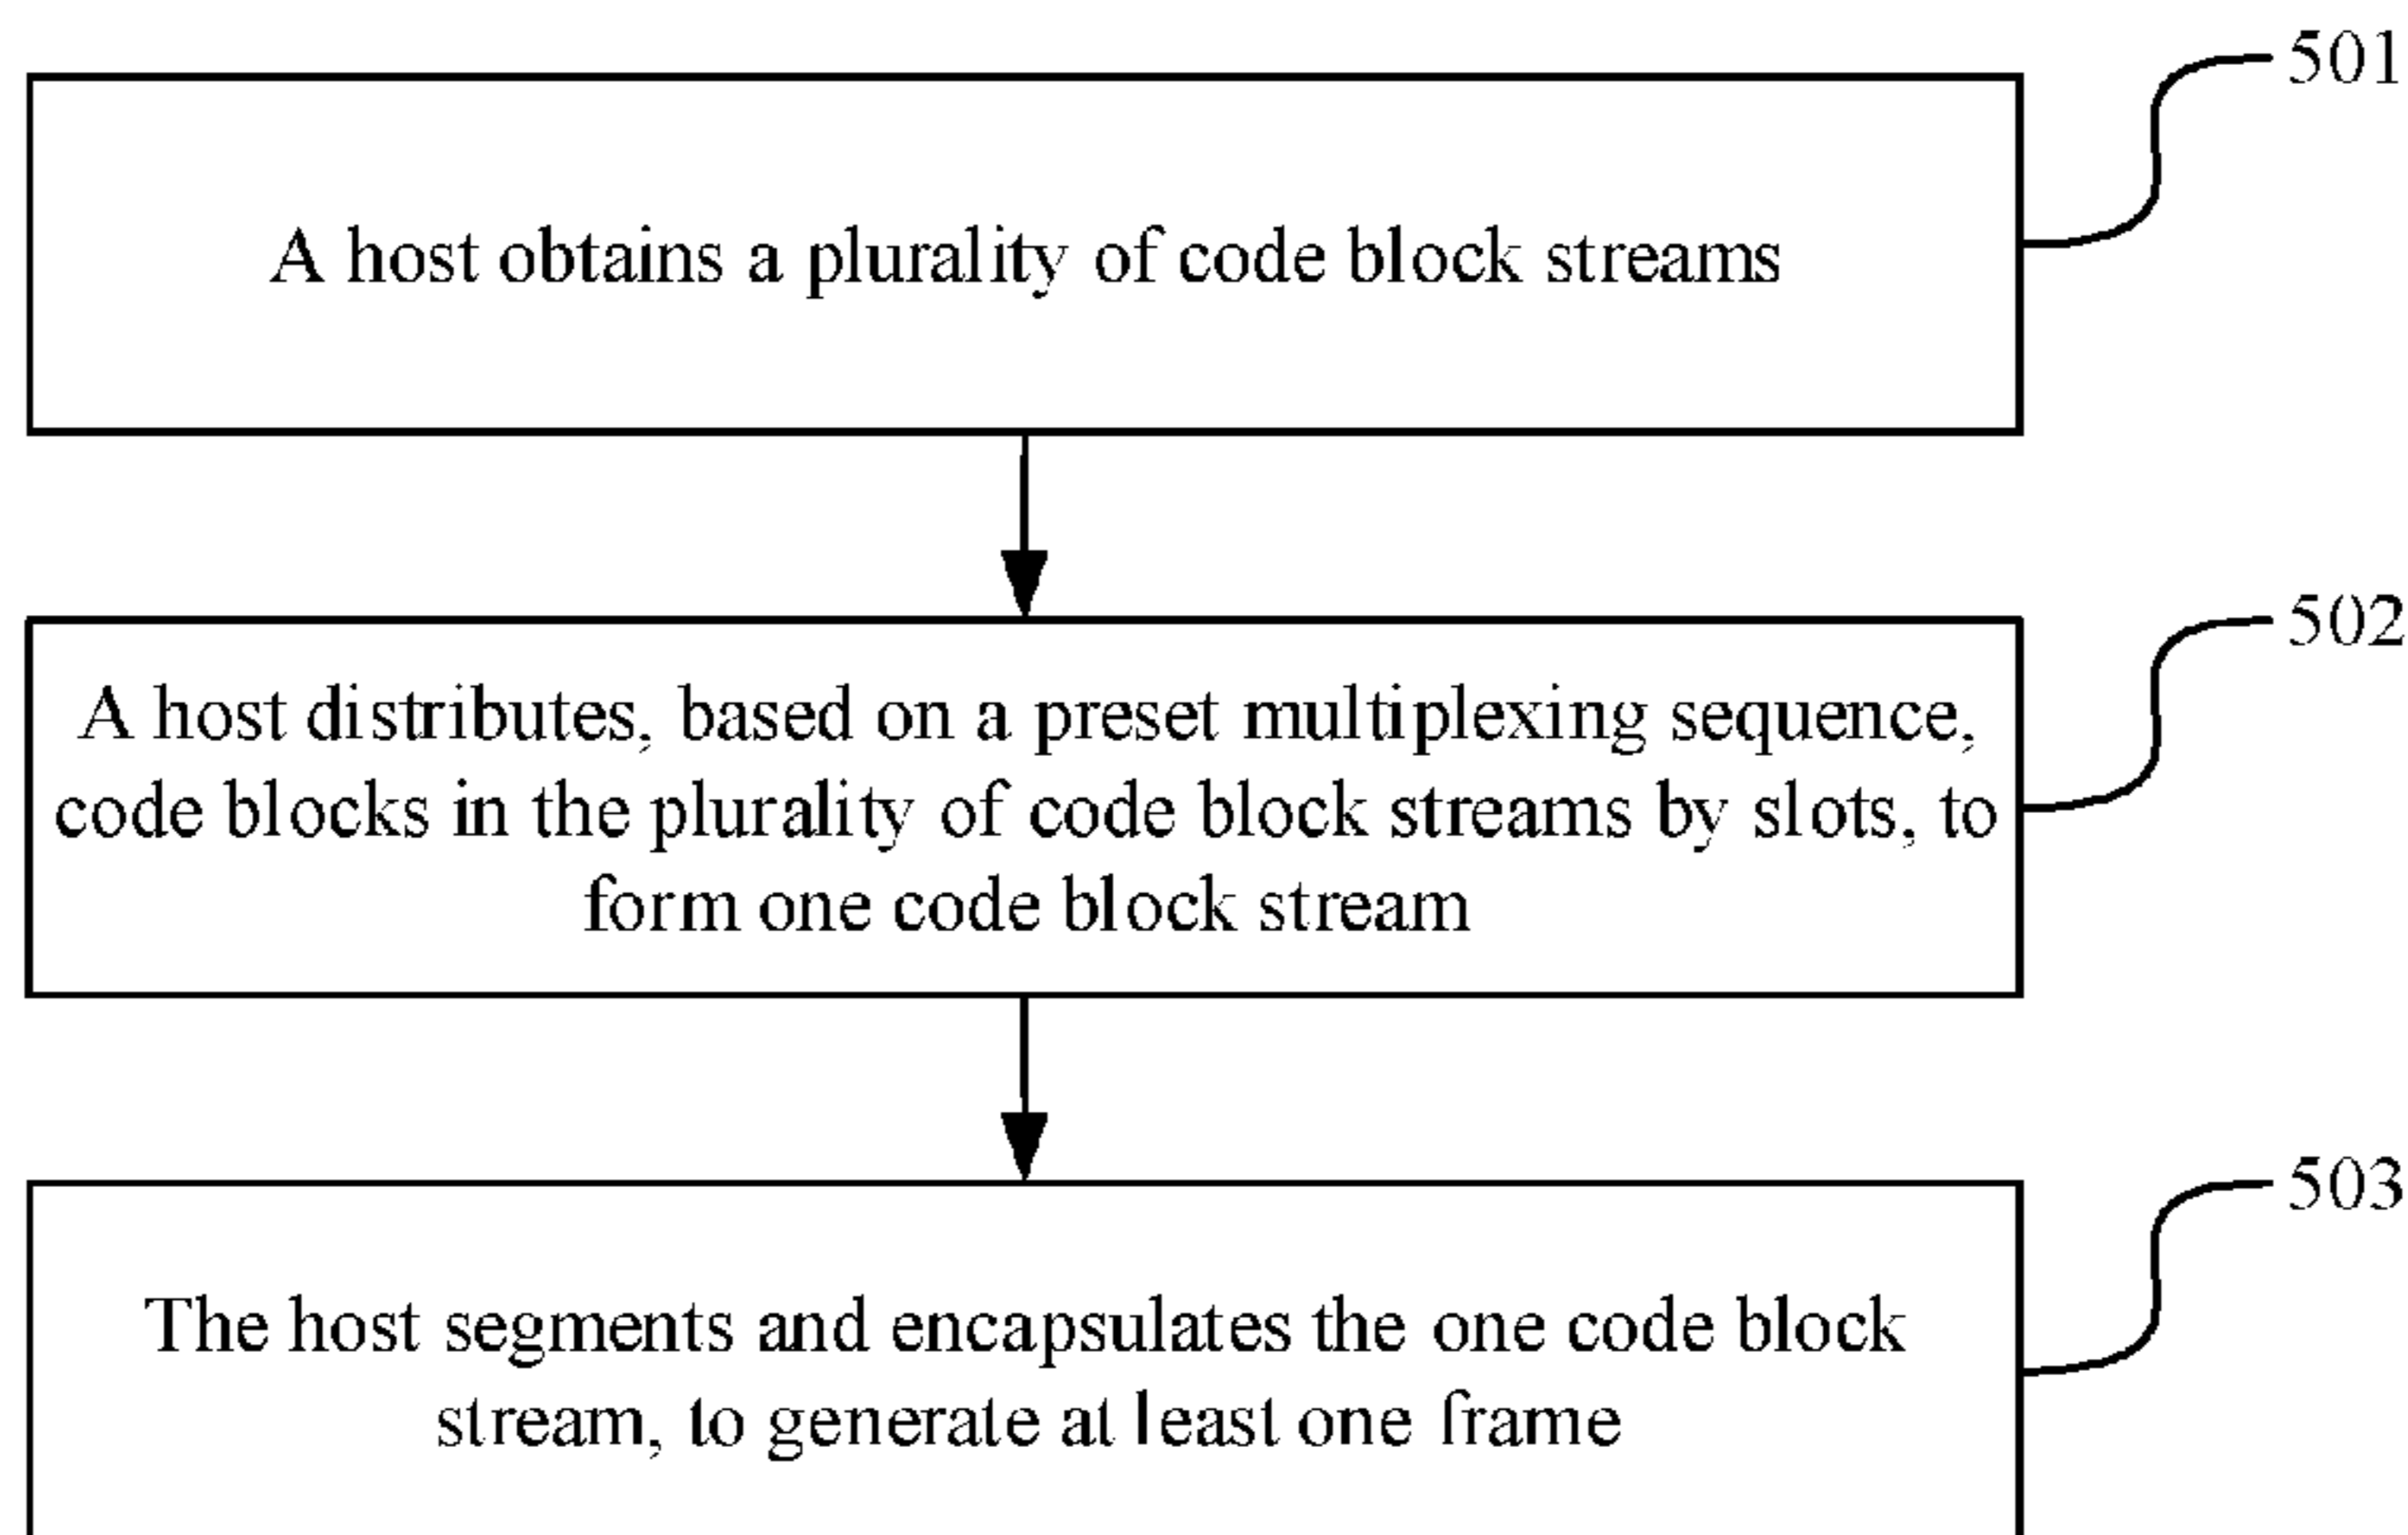 501
A host obtains a plurality of code block streams
502
A host distributes, based on a preset multiplexing sequence,
code blocks in the plurality of code block streams by slots, to
form one code block stream
503
The host segments and encapsulates the one code block
stream, to generate at least one frame